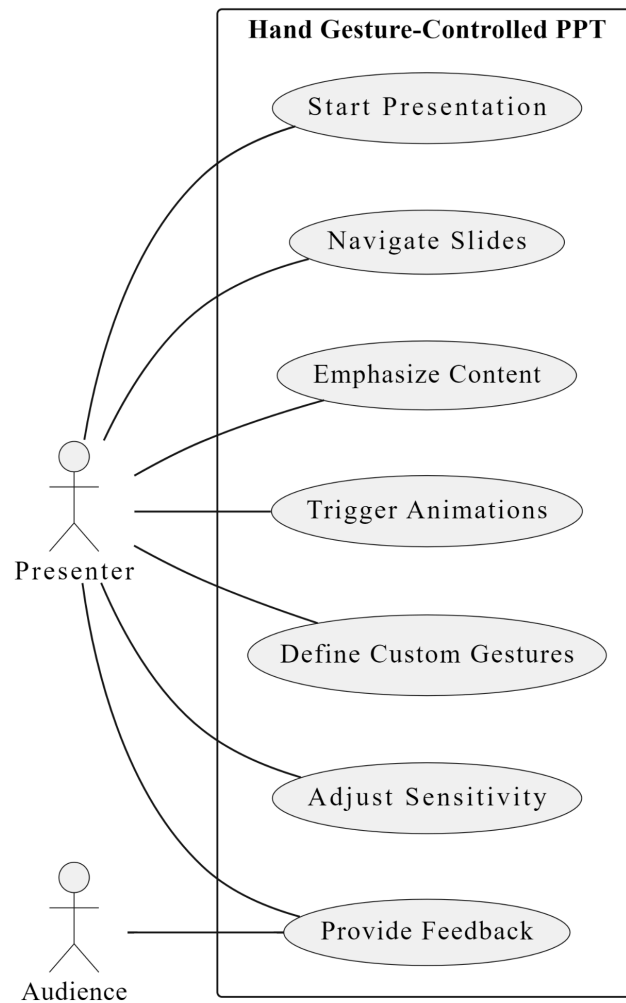 Hand Gesture-Controlled PPT
Start Presentation
Navigate Slides
Emphasize Content
Trigger Animations
Presenter
Define Custom Gestures
Adjust Sensitivity
Provide Feedback
Audience